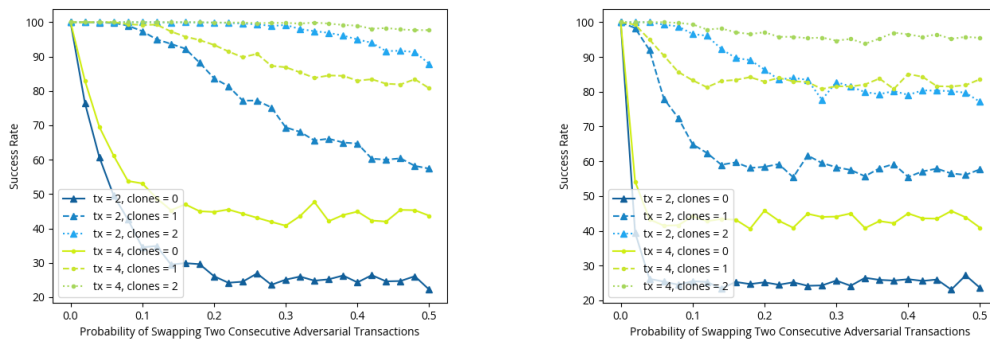 100
90
80
70
60
50
40
30
20
Success Rate
tx = 2, clones = 0
tx = 2, clones = 1
tx = 2, clones = 2
tx = 4, clones = 0
tx = 4, clones = 1
tx = 4, clones = 2
0.0 0.1 0.2 0.3 0.4 0.5
Probability of Swapping Two Consecutive Adversarial Transactions
100
90
80
70
60
50
40
30
20
Success Rate
tx = 2, clones = 0
tx = 2, clones = 1
tx = 2, clones = 2
tx = 4, clones = 0
tx = 4, clones = 1
tx = 4, clones = 2
0.0 0.1 0.2 0.3 0.4 0.5
Probability of Swapping Two Consecutive Adversarial Transactions